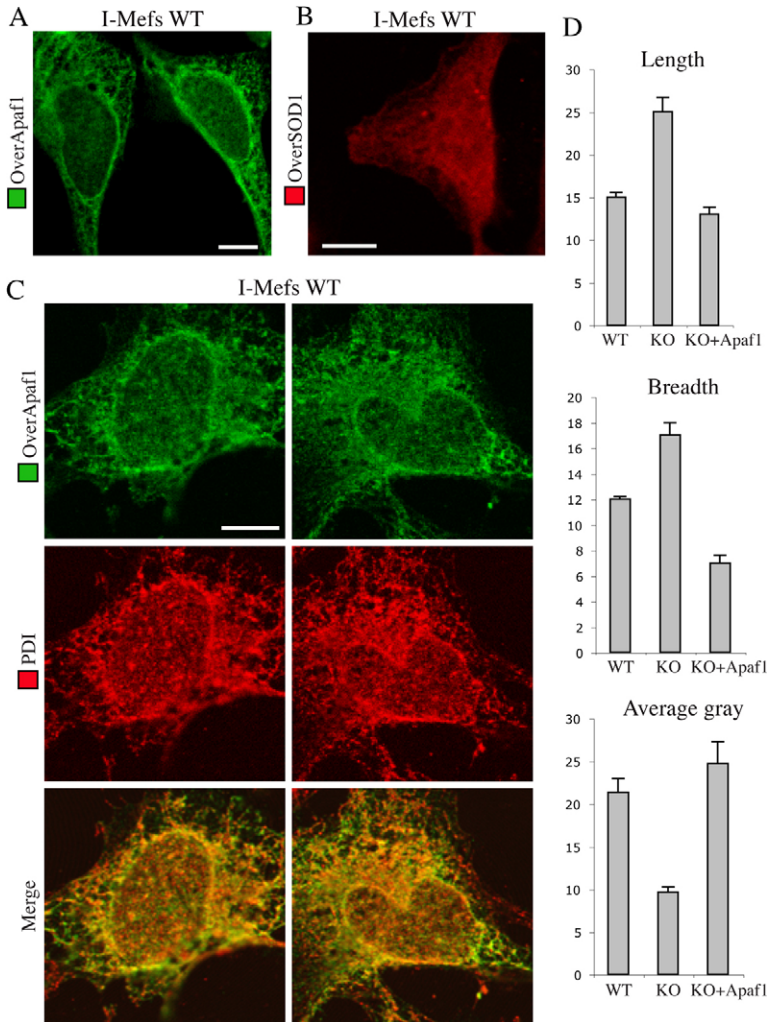 A
I-Mefs WT
OverApaf1
B
I-Mefs WT
OverSOD1
C
I-Mefs WT
OverApaf1
PDI
Merge
D
Length
30
25
20
15
10
5
0
WT KO KO+Apaf1
Breadth
20
18
16
14
12
10
8
6
4
2
0
WT KO KO+Apaf1
Average gray
30
25
20
15
10
5
0
WT KO KO+Apaf1